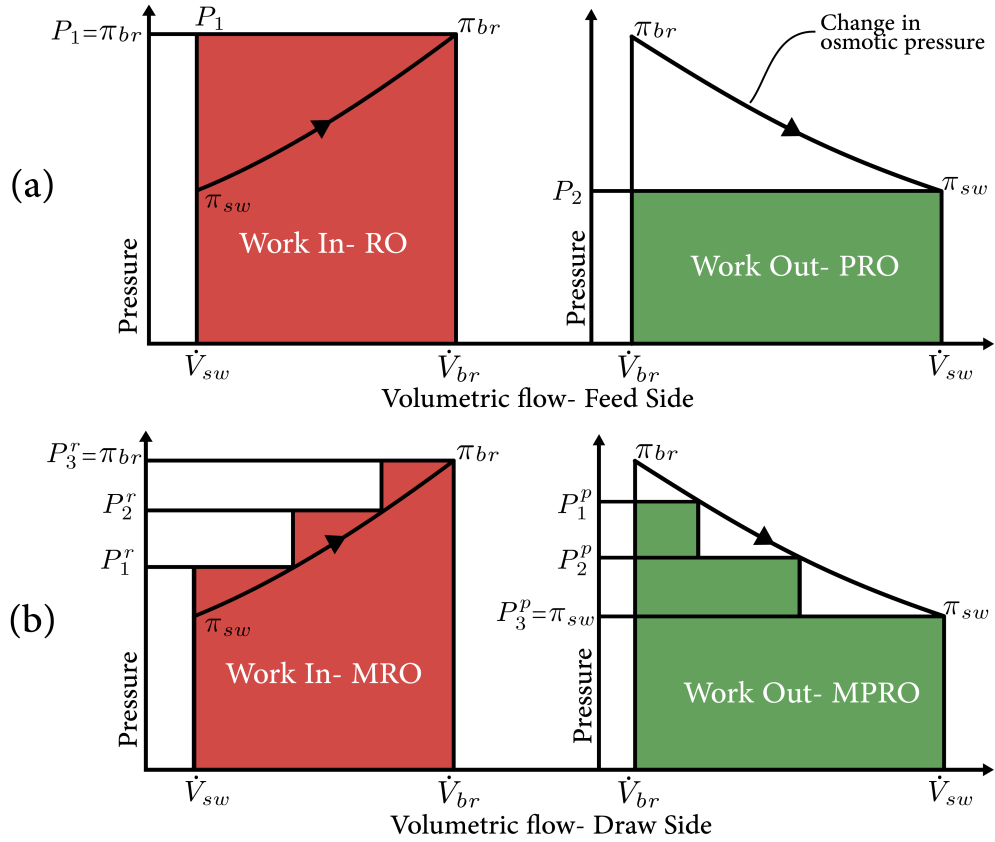 (a)
P₁=πbr
P₁
πbr
πsw
Work In- RO
Pressure
V̇sw
V̇br
πbr
Change in
osmotic pressure
πsw
P₂
Work Out- PRO
Pressure
V̇br
V̇sw
Volumetric flow- Feed Side
(b)
P₃ʳ=πbr
P₂ʳ
P₁ʳ
πbr
πsw
Work In- MRO
Pressure
V̇sw
V̇br
πbr
P₁ᵖ
P₂ᵖ
P₃ᵖ=πsw
πsw
Work Out- MPRO
Pressure
V̇br
V̇sw
Volumetric flow- Draw Side